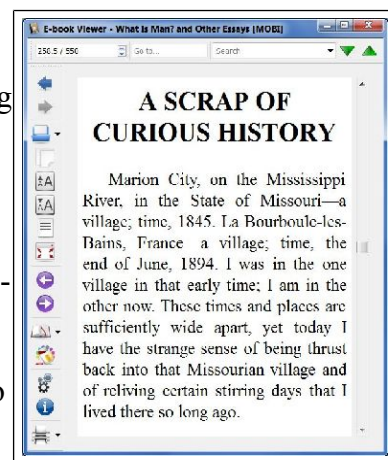 E-book Viewer - What is Man? and Other Essays [MOBI]
250.5 / 550 Go to... Search
A SCRAP OF
CURIOUS HISTORY
Marion City, on the Mississippi
River, in the State of Missouri—a
village; time, 1845. La Bourboule-les-
Bains, France a village; time, the
end of June, 1894. I was in the one
village in that early time; I am in the
other now. These times and places are
sufficiently wide apart, yet today I
have the strange sense of being thrust
back into that Missourian village and
of reliving certain stirring days that I
lived there so long ago.